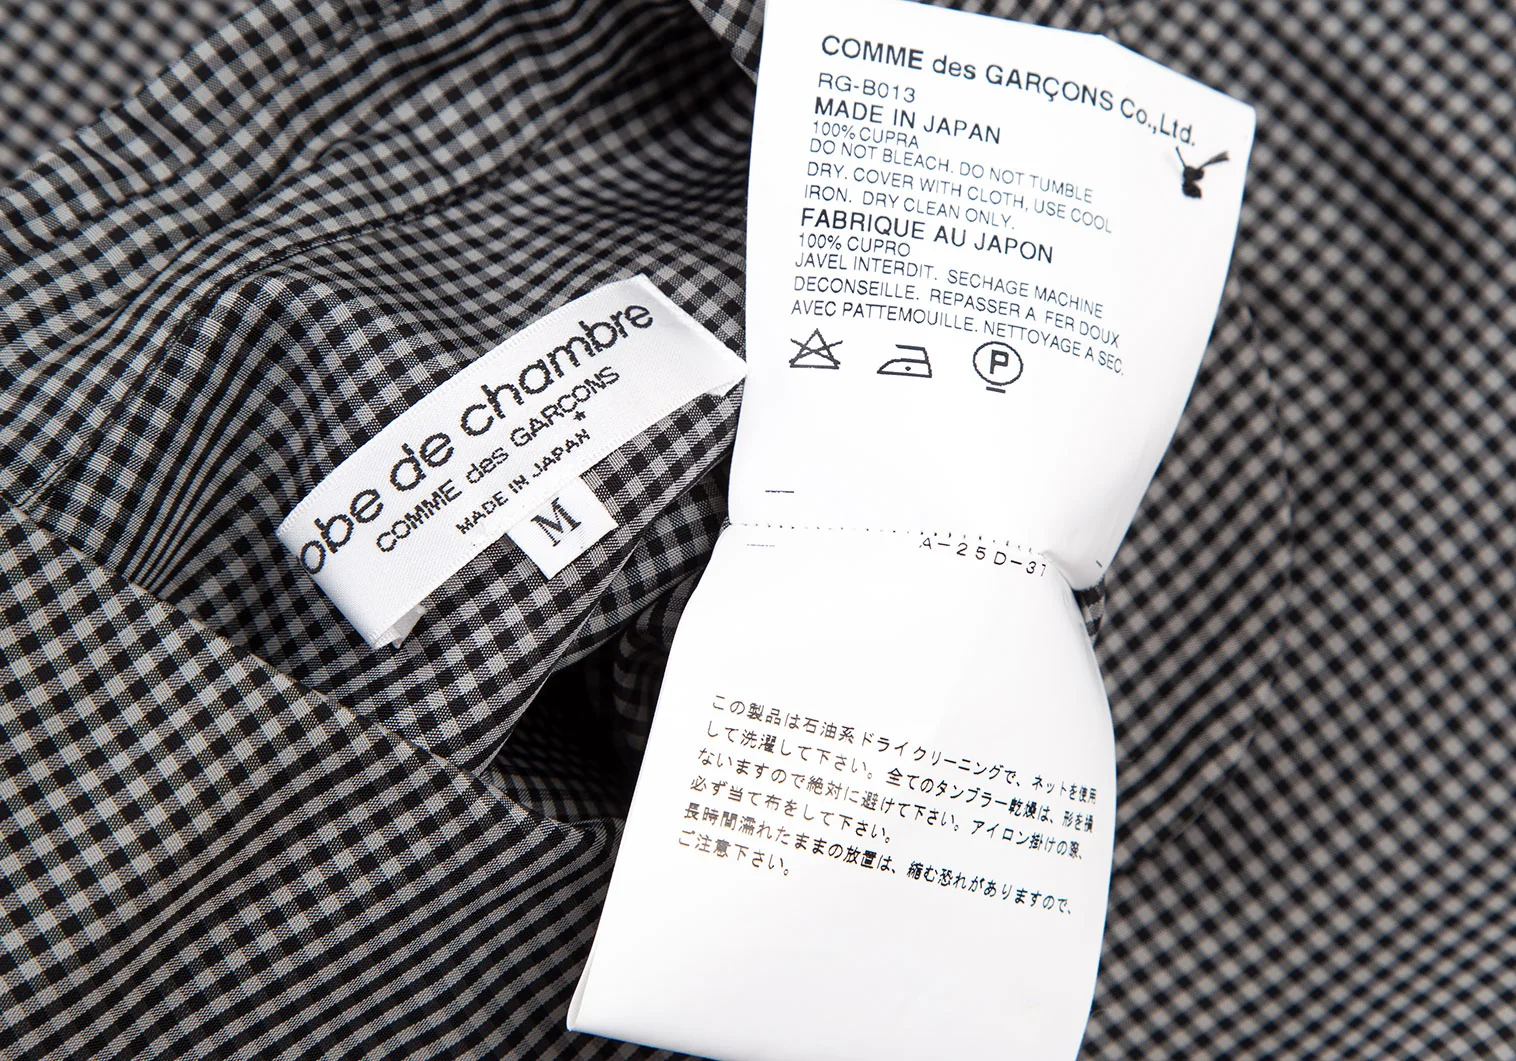 COMME des GARÇONS Co.,Ltd.
RG-B013
MADE IN JAPAN
100% CUPRA
DO NOT BLEACH. DO NOT TUMBLE
DRY. COVER WITH CLOTH, USE COOL
IRON. DRY CLEAN ONLY.
FABRIQUE AU JAPON
100% CUPRO
JAVEL INTERDIT. SECHAGE MACHINE
DECONSEILLE. REPASSER A FER DOUX
AVEC PATTEMOUILLE. NETTOYAGE A SEC.
P
obe de chambre
COMME des GARÇONS
MADE IN JAPAN
M
A-25D-37
この製品は石油系ドライクリーニングで、ネットを使用
して洗濯して下さい。全てのタンブラー乾燥は、形を損
ないますので絶対に避けて下さい。アイロン掛けの際、
必ず当て布をして下さい。
長時間濡れたままの放置は、縮む恐れがありますので、
ご注意下さい。